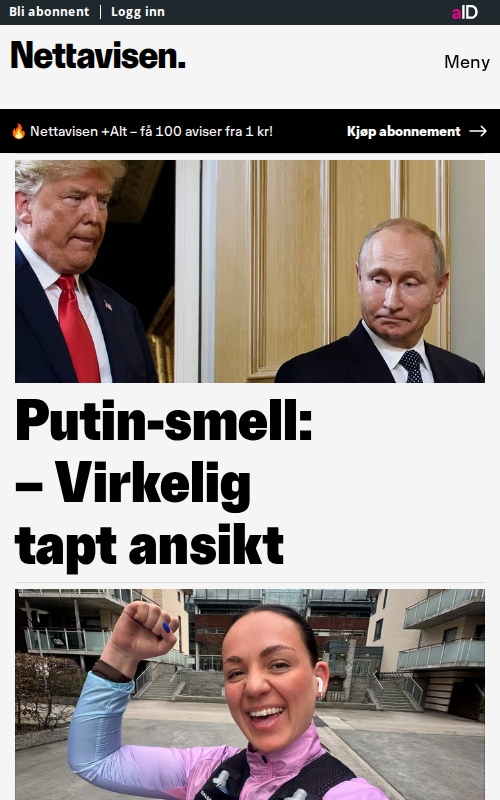 Bli abonnent | Logg inn
aID
Nettavisen.
Meny
🔥 Nettavisen +Alt – få 100 aviser fra 1 kr!
Kjøp abonnement →
Putin-smell:
– Virkelig
tapt ansikt